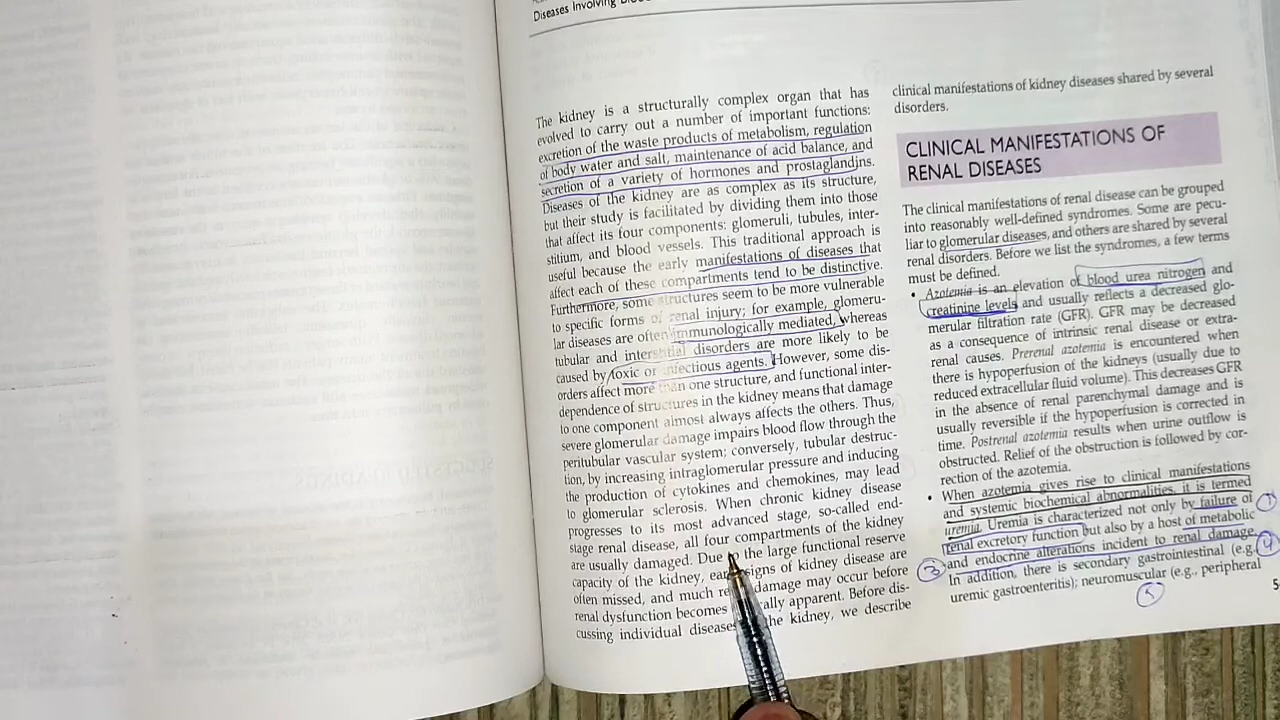 Diseases Involving
The kidney is a structurally complex organ that has
evolved to carry out a number of important functions:
excretion of the waste products of metabolism, regulation
of body water and salt, maintenance of acid balance, and
secretion of a variety of hormones and prostaglandins.
Diseases of the kidney are as complex as its structure,
but their study is facilitated by dividing them into those
that affect its four components: glomeruli, tubules, inter-
stitium, and blood vessels. This traditional approach is
useful because the early manifestations of diseases that
affect each of these compartments tend to be distinctive.
Furthermore, some structures seem to be more vulnerable
to specific forms of renal injury; for example, glomeru-
lar diseases are often immunologically mediated, whereas
tubular and interstitial disorders are more likely to be
caused by toxic or infectious agents. However, some dis-
orders affect more than one structure, and functional inter-
dependence of structures in the kidney means that damage
to one component almost always affects the others. Thus,
severe glomerular damage impairs blood flow through the
peritubular vascular system; conversely, tubular destruc-
tion, by increasing intraglomerular pressure and inducing
the production of cytokines and chemokines, may lead
to glomerular sclerosis. When chronic kidney disease
progresses to its most advanced stage, so-called end-
stage renal disease, all four compartments of the kidney
are usually damaged. Due to the large functional reserve
capacity of the kidney, early signs of kidney disease are
often missed, and much renal damage may occur before
renal dysfunction becomes clinically apparent. Before dis-
cussing individual diseases of the kidney, we describe
clinical manifestations of kidney diseases shared by several
disorders.
CLINICAL MANIFESTATIONS OF
RENAL DISEASES
The clinical manifestations of renal disease can be grouped
into reasonably well-defined syndromes. Some are pecu-
liar to glomerular diseases, and others are shared by several
renal disorders. Before we list the syndromes, a few terms
must be defined.
• Azotemia is an elevation of blood urea nitrogen and
creatinine levels and usually reflects a decreased glo-
merular filtration rate (GFR). GFR may be decreased
as a consequence of intrinsic renal disease or extra-
renal causes. Prerenal azotemia is encountered when
there is hypoperfusion of the kidneys (usually due to
reduced extracellular fluid volume). This decreases GFR
in the absence of renal parenchymal damage and is
usually reversible if the hypoperfusion is corrected in
time. Postrenal azotemia results when urine outflow is
obstructed. Relief of the obstruction is followed by cor-
rection of the azotemia.
• When azotemia gives rise to clinical manifestations
and systemic biochemical abnormalities, it is termed
uremia. Uremia is characterized not only by failure of
renal excretory function but also by a host of metabolic
and endocrine alterations incident to renal damage.
In addition, there is secondary gastrointestinal (e.g.,
uremic gastroenteritis); neuromuscular (e.g., peripheral